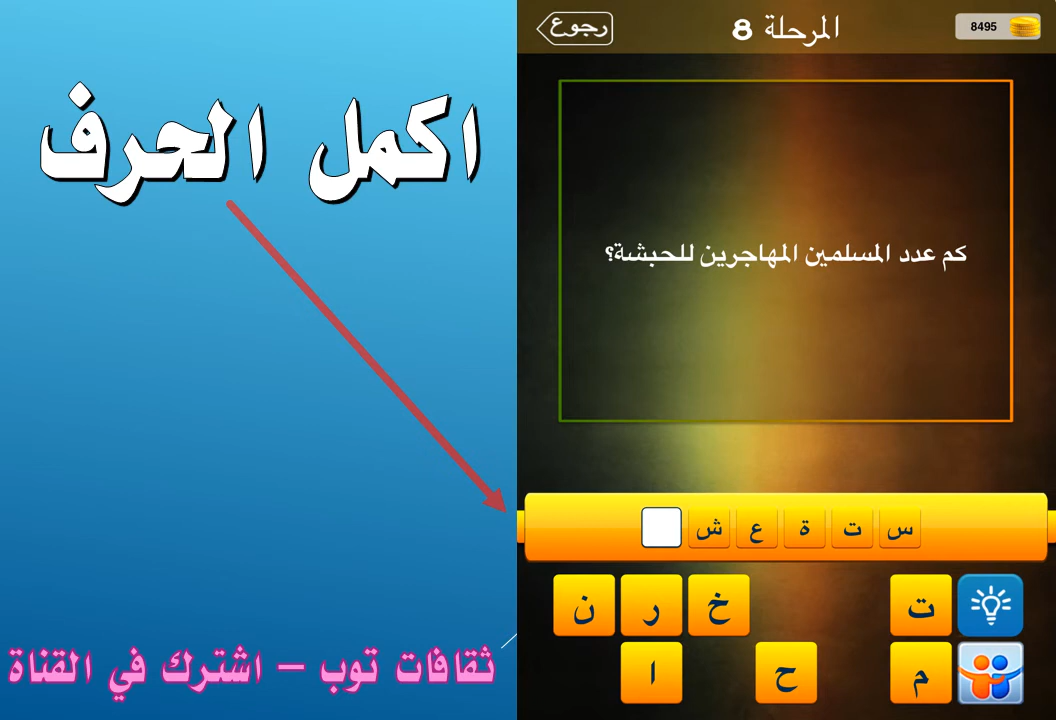 اكمل الحرف
ثقافات توب – اشترك في القناة
رجوع
المرحلة 8
8495
كم عدد المسلمين المهاجرين للحبشة؟
س ت ة ع ش
ت خ ر ن
م ح ا